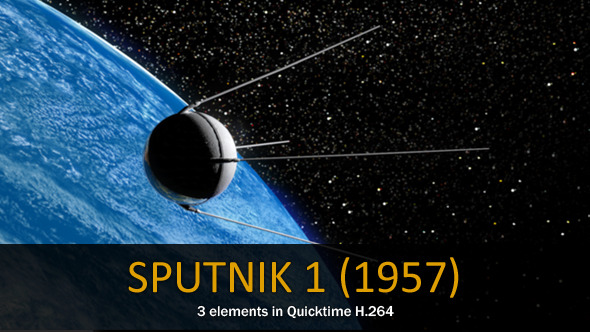 SPUTNIK 1 (1957)
3 elements in Quicktime H.264